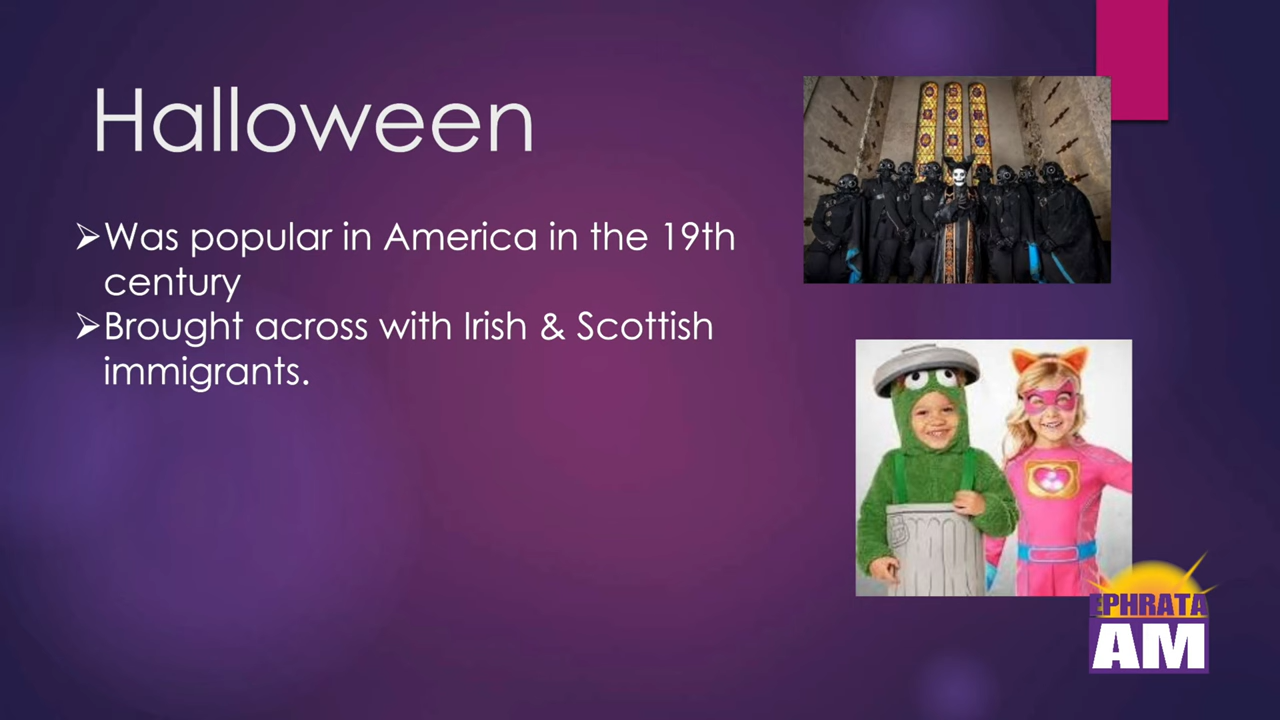 Halloween
➢Was popular in America in the 19th
century
➢Brought across with Irish & Scottish
immigrants.
EPHRATA
AM